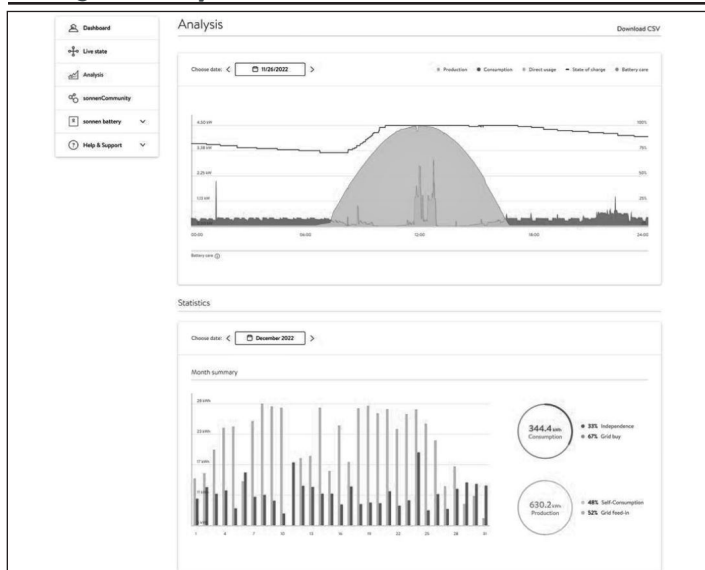 Analysis
Download CSV
Dashboard
Live state
Analysis
sonnenCommunity
sonnen battery
Help & Support
Choose date: < 11/26/2022 >
Production Consumption Direct usage State of charge Battery care
4.50 kW 100%
3.38 kW 75%
2.25 kW 50%
1.13 kW 25%
00:00 06:00 12:00 18:00 24:00
Battery care
Statistics
Choose date: < December 2022 >
Month summary
28 kWh
23 kWh
17 kWh
11 kWh
1 4 7 10 13 16 19 22 25 28 31
344.4 kWh
Consumption
33% Independence
67% Grid buy
630.2 kWh
Production
48% Self-Consumption
52% Grid feed-in